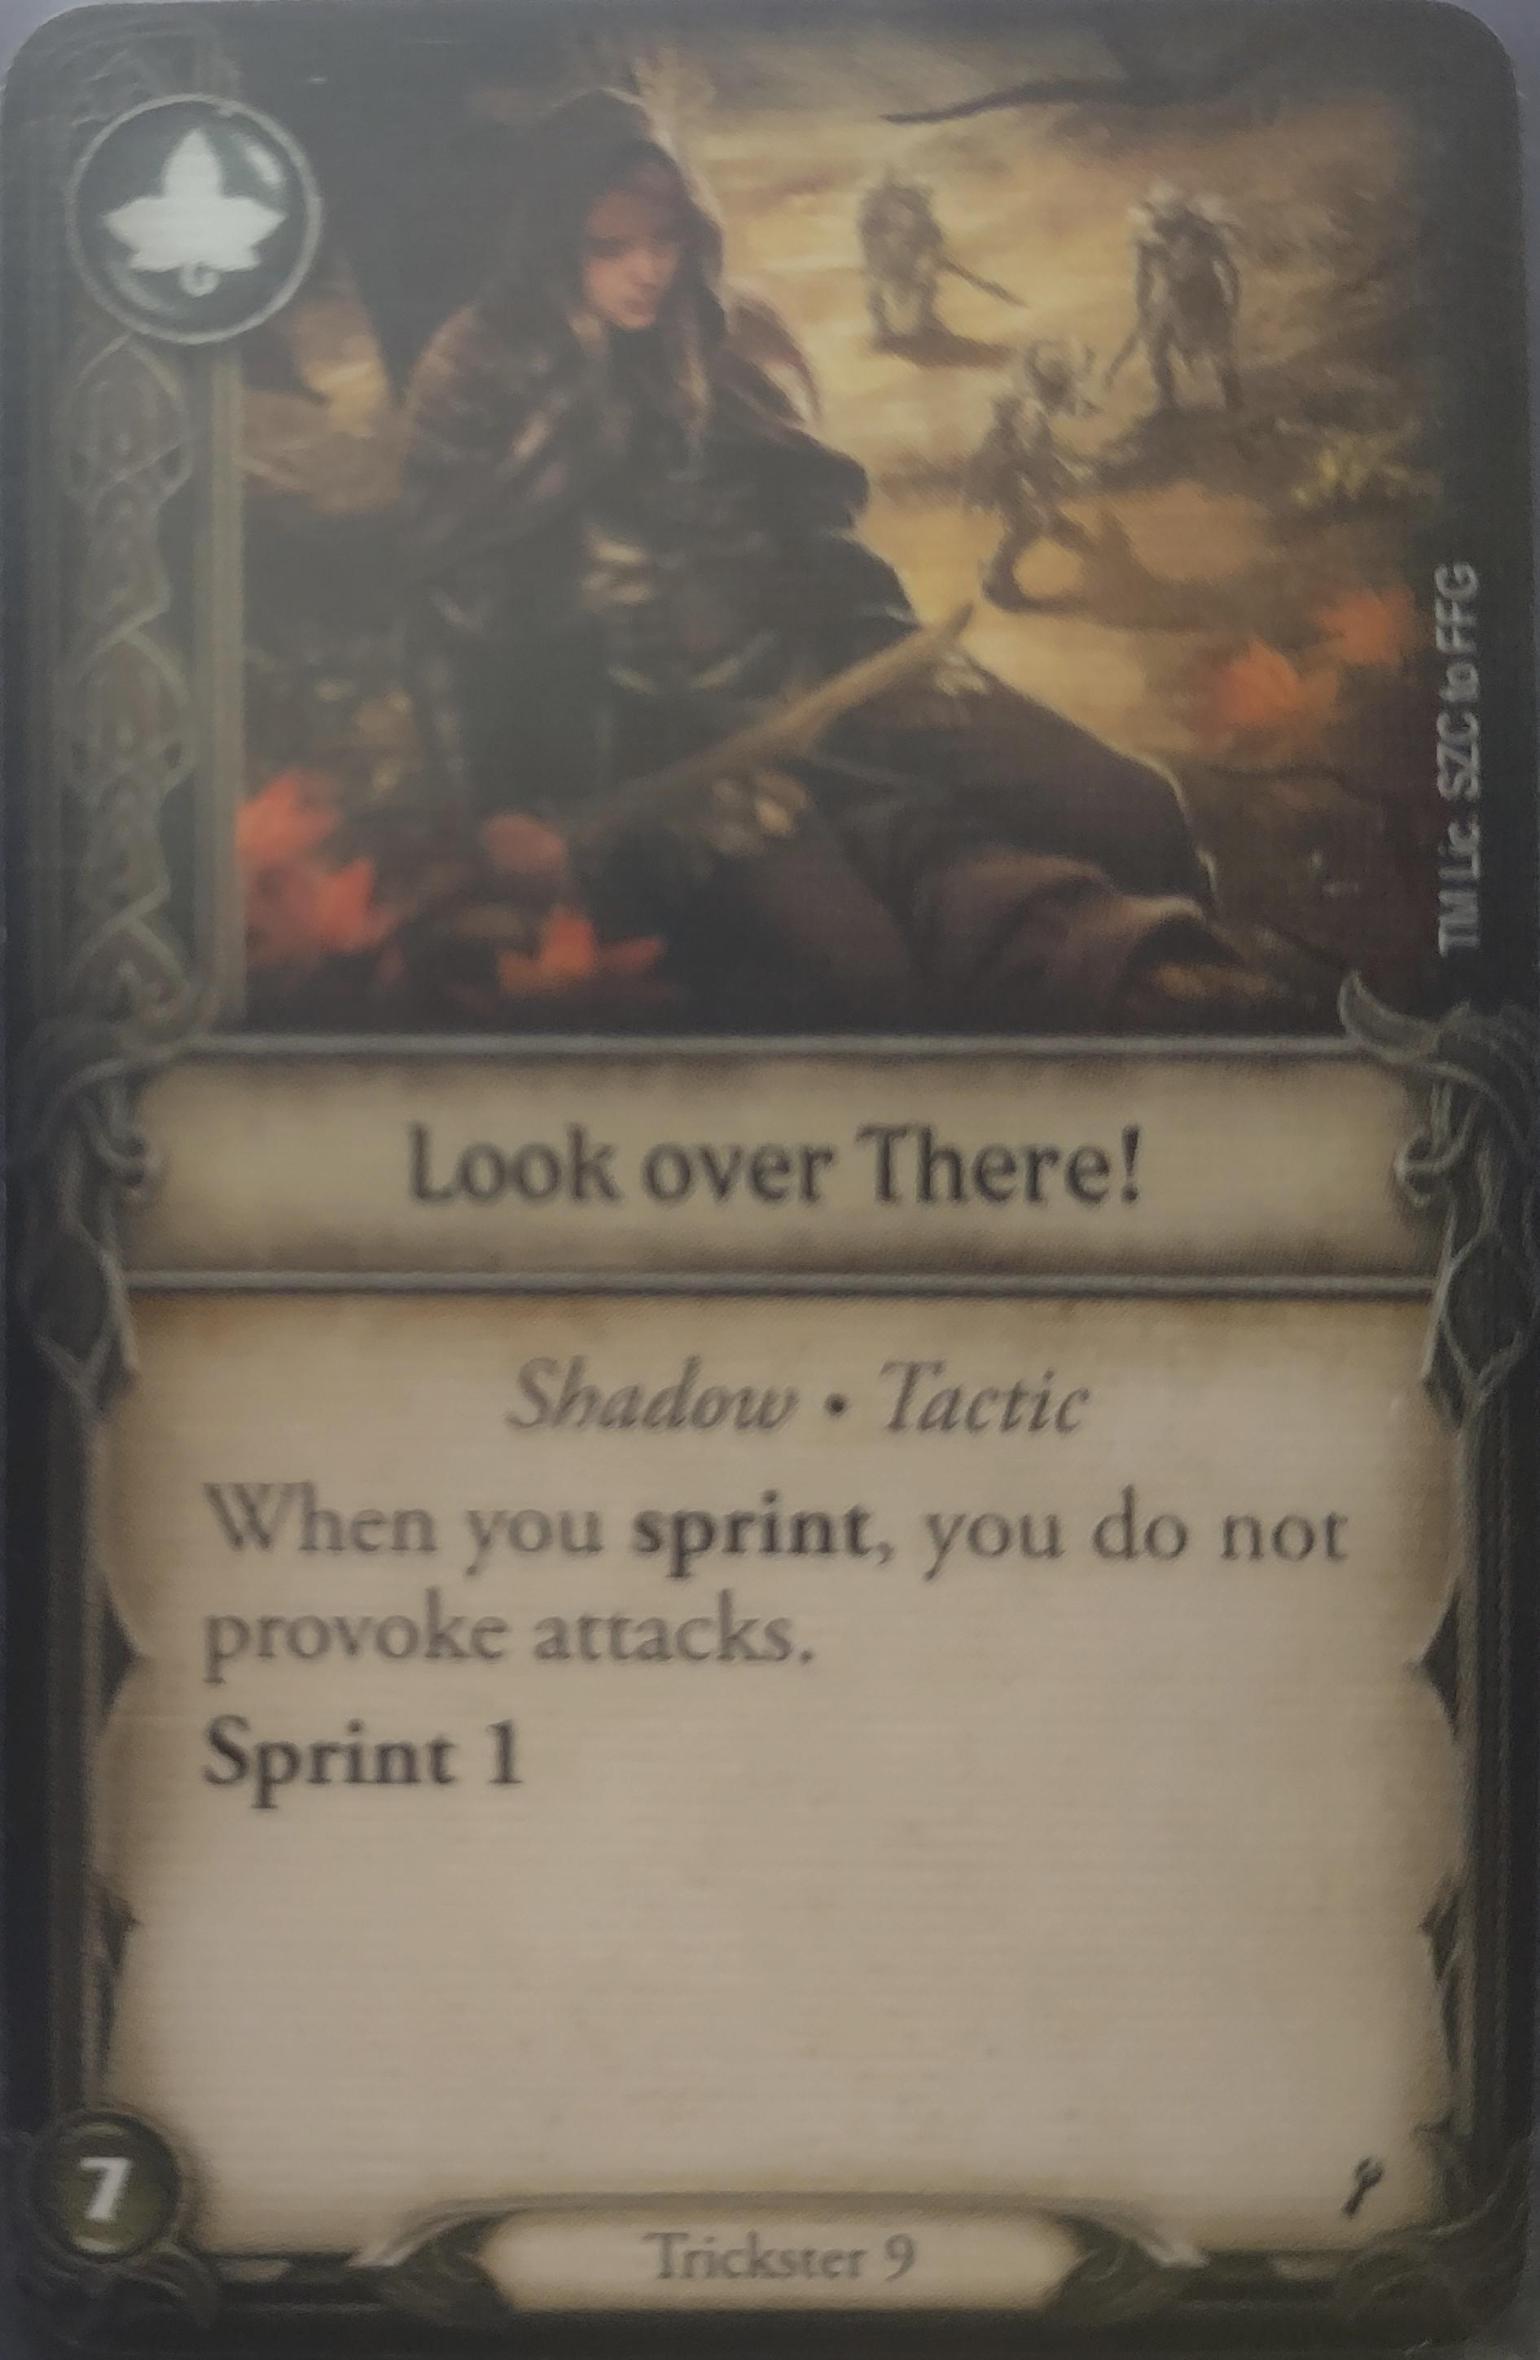 TM Lic. SZC to FFG
Look over There!
Shadow • Tactic
When you sprint, you do not
provoke attacks.
Sprint 1
7
Trickster 9